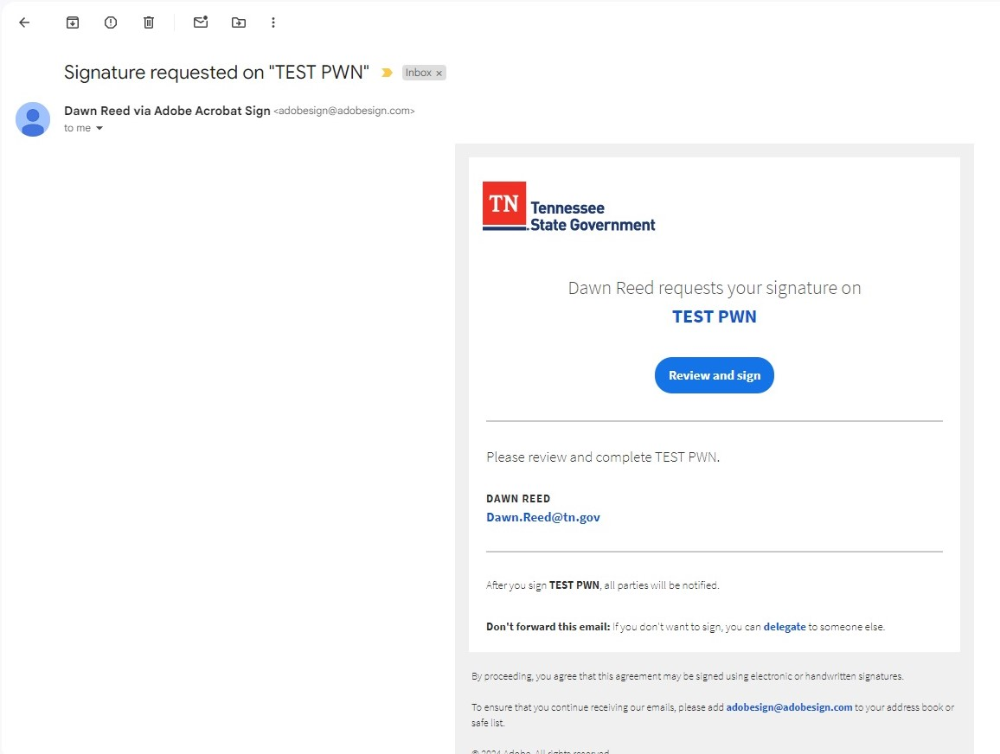 Signature requested on "TEST PWN"
Inbox x
Dawn Reed via Adobe Acrobat Sign <adobesign@adobesign.com>
to me
TN
Tennessee
State Government
Dawn Reed requests your signature on
TEST PWN
Review and sign
Please review and complete TEST PWN.
DAWN REED
Dawn.Reed@tn.gov
After you sign TEST PWN, all parties will be notified.
Don't forward this email: If you don't want to sign, you can delegate to someone else.
By proceeding, you agree that this agreement may be signed using electronic or handwritten signatures.
To ensure that you continue receiving our emails, please add adobesign@adobesign.com to your address book or
safe list.
© 2024 Adobe. All rights reserved.